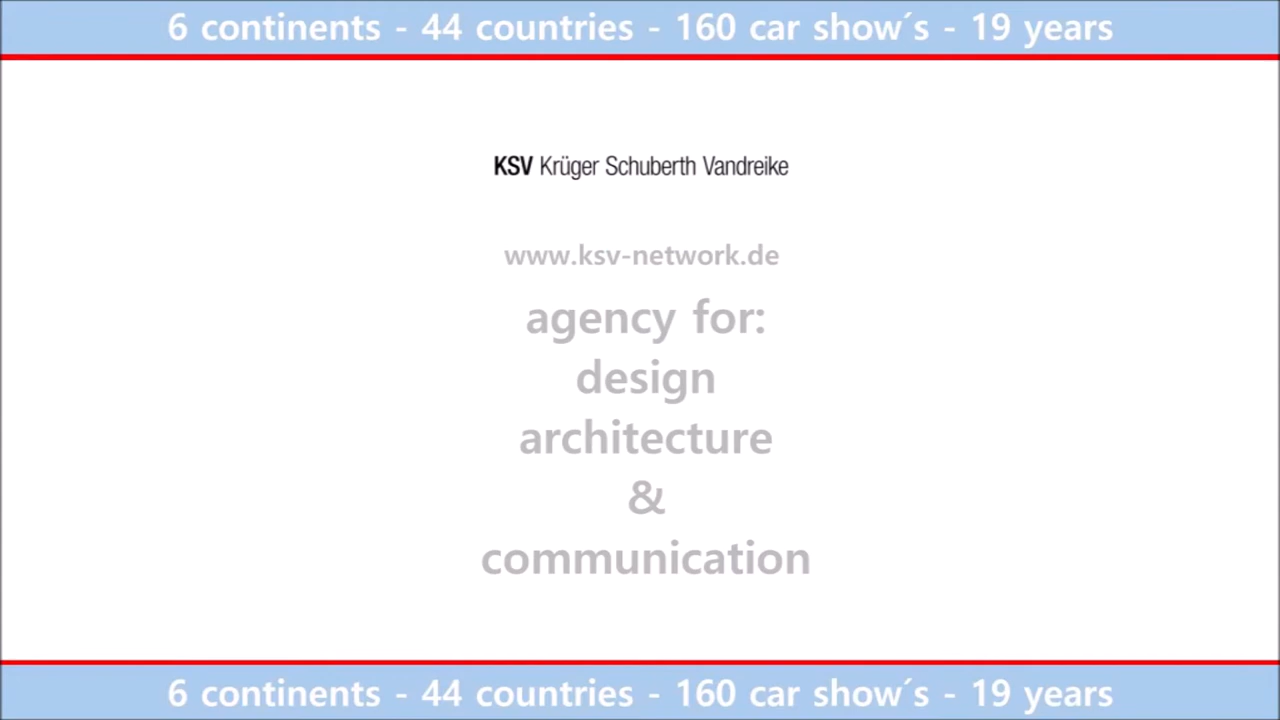 6 continents - 44 countries - 160 car show´s - 19 years
KSV Krüger Schuberth Vandreike
www.ksv-network.de
agency for:
design
architecture
&
communication
6 continents - 44 countries - 160 car show´s - 19 years